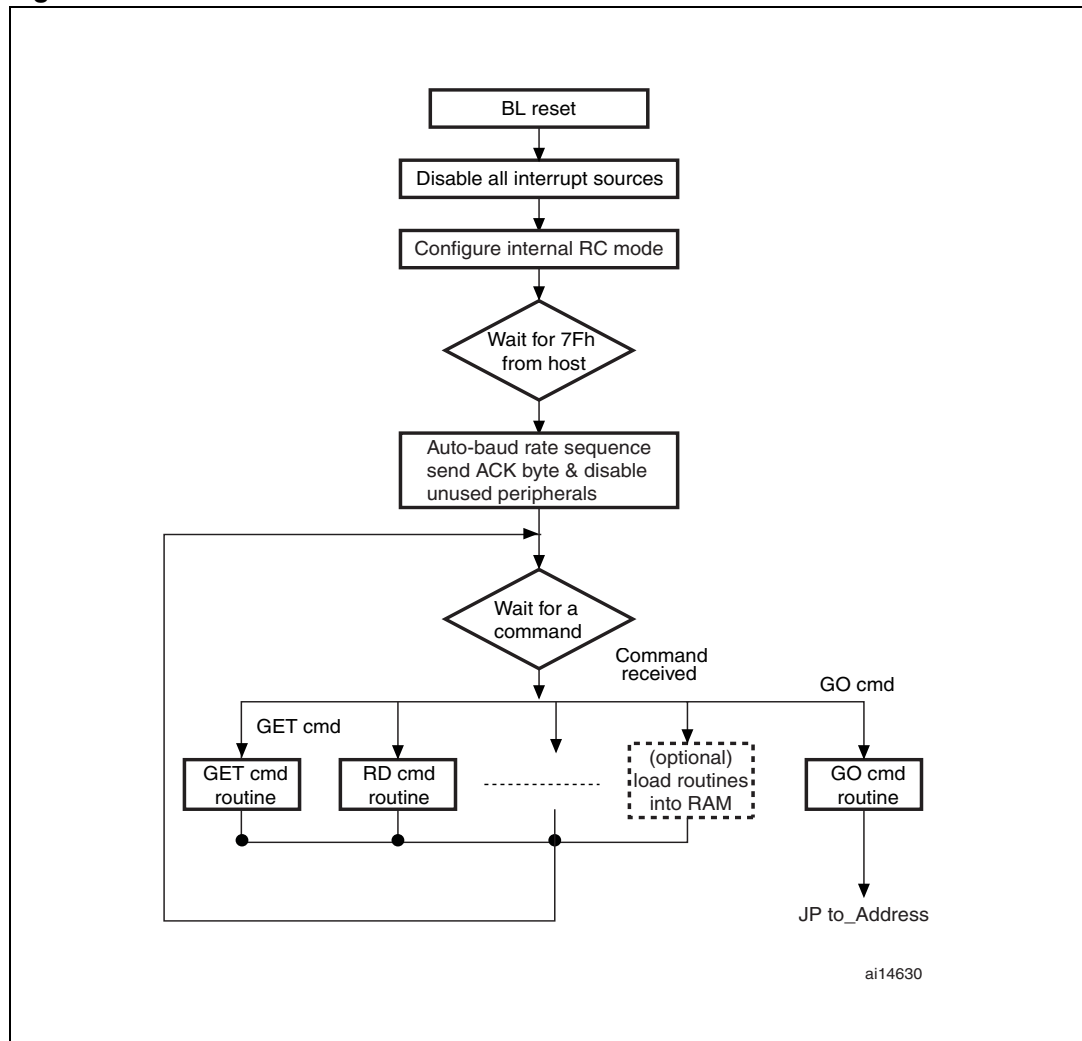 BL reset
Disable all interrupt sources
Configure internal RC mode
Wait for 7Fh
from host
Auto-baud rate sequence
send ACK byte & disable
unused peripherals
Wait for a
command
Command
received
GO cmd
GET cmd
GET cmd
routine
RD cmd
routine
(optional)
load routines
into RAM
GO cmd
routine
JP to_Address
ai14630